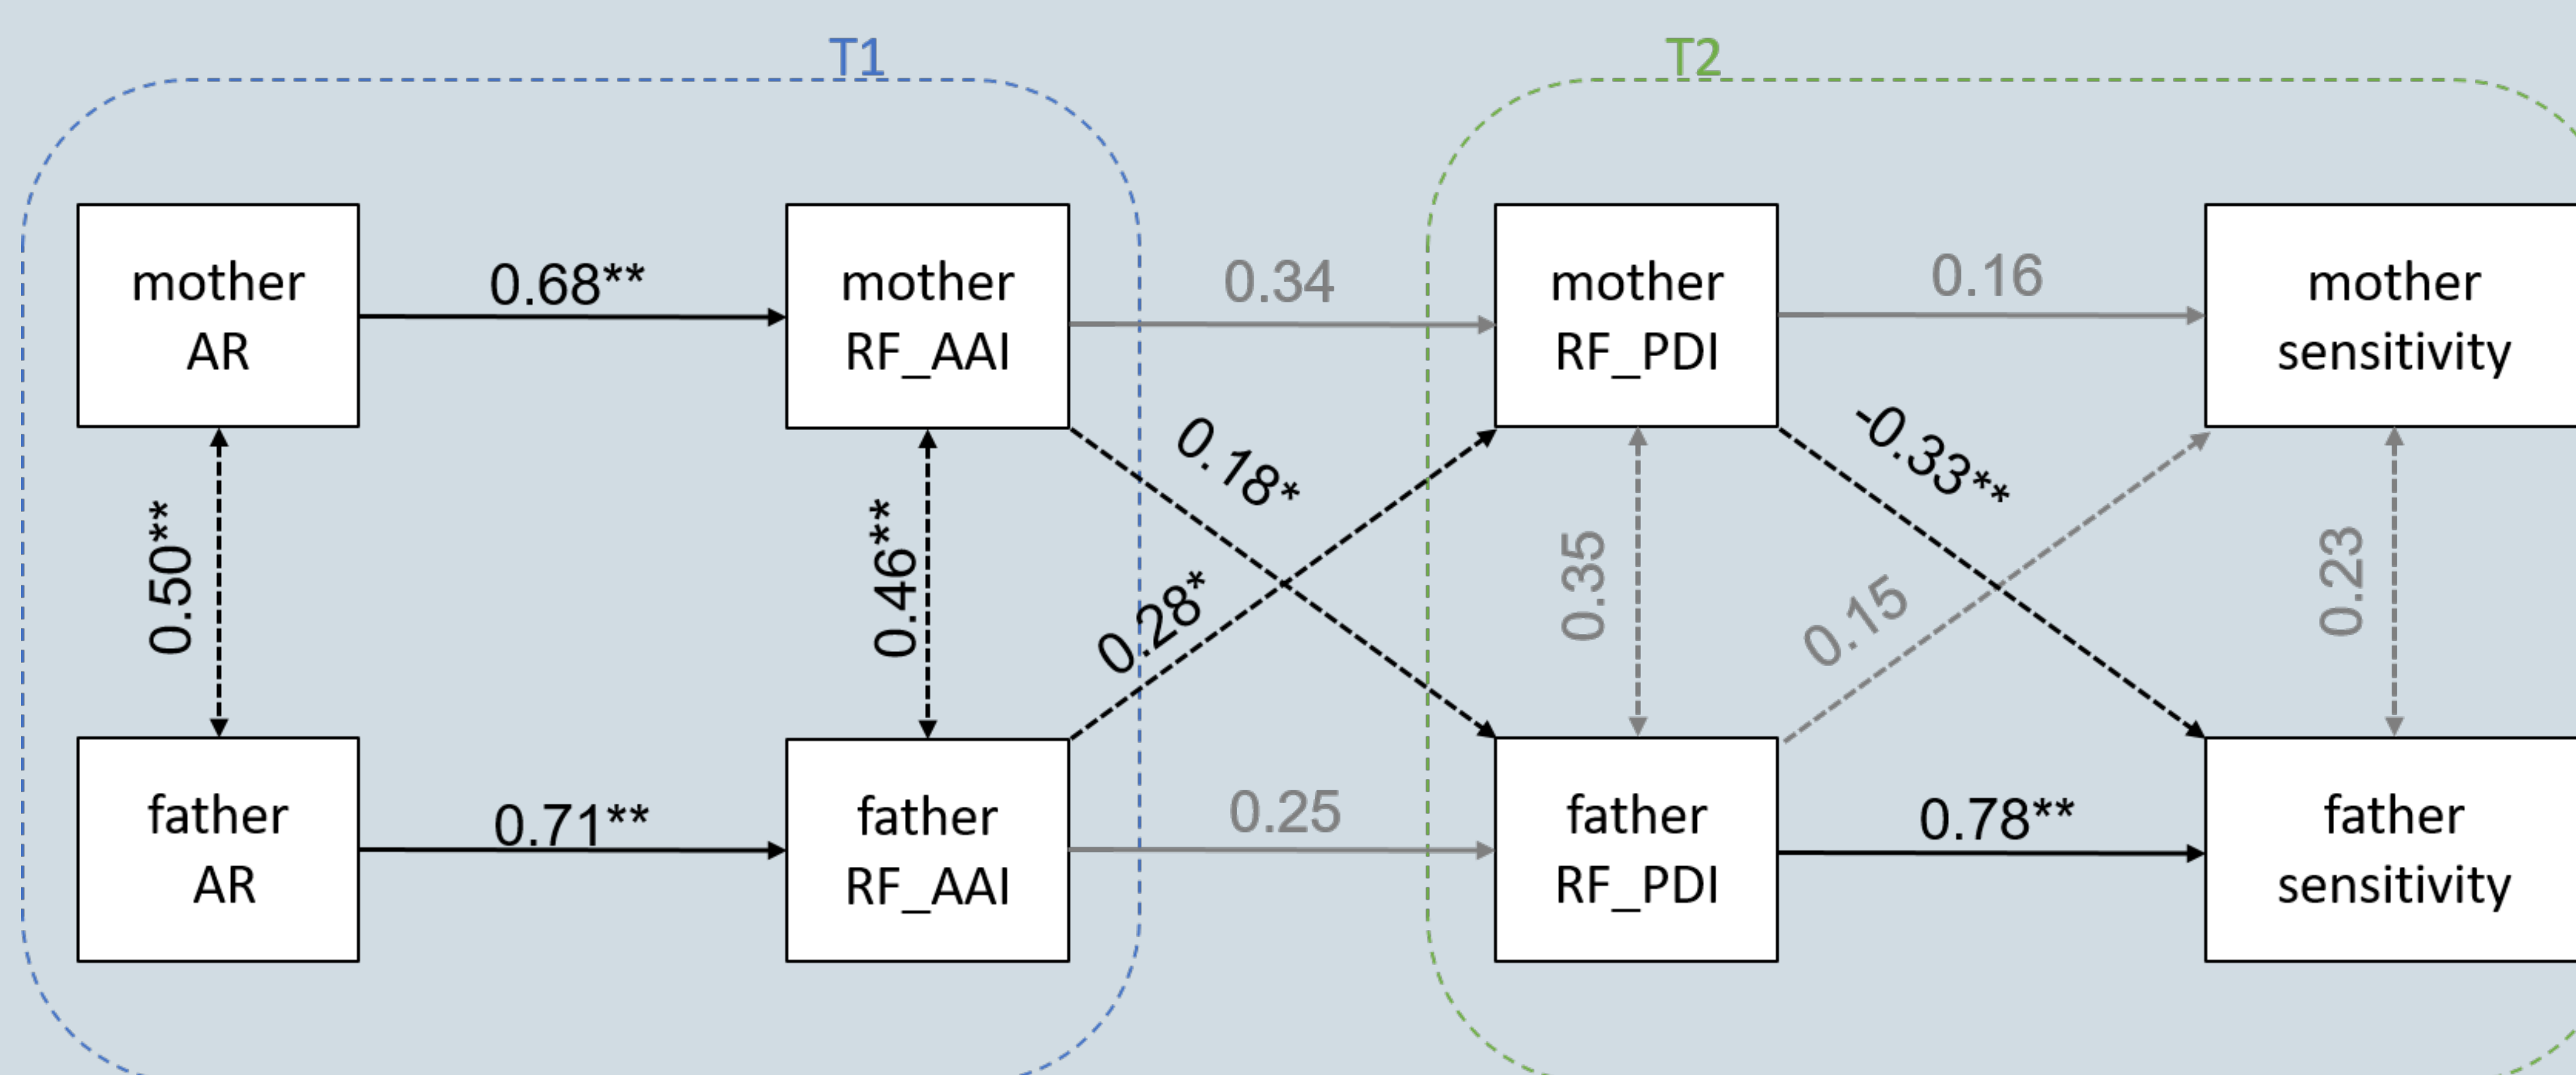 T1
T2
mother
AR
0.68**
mother
RF_AAI
0.34
mother
RF_PDI
0.16
mother
sensitivity
0.50**
0.46**
0.18*
0.28*
0.35
-0.33**
0.15
0.23
father
AR
0.71**
father
RF_AAI
0.25
father
RF_PDI
0.78**
father
sensitivity